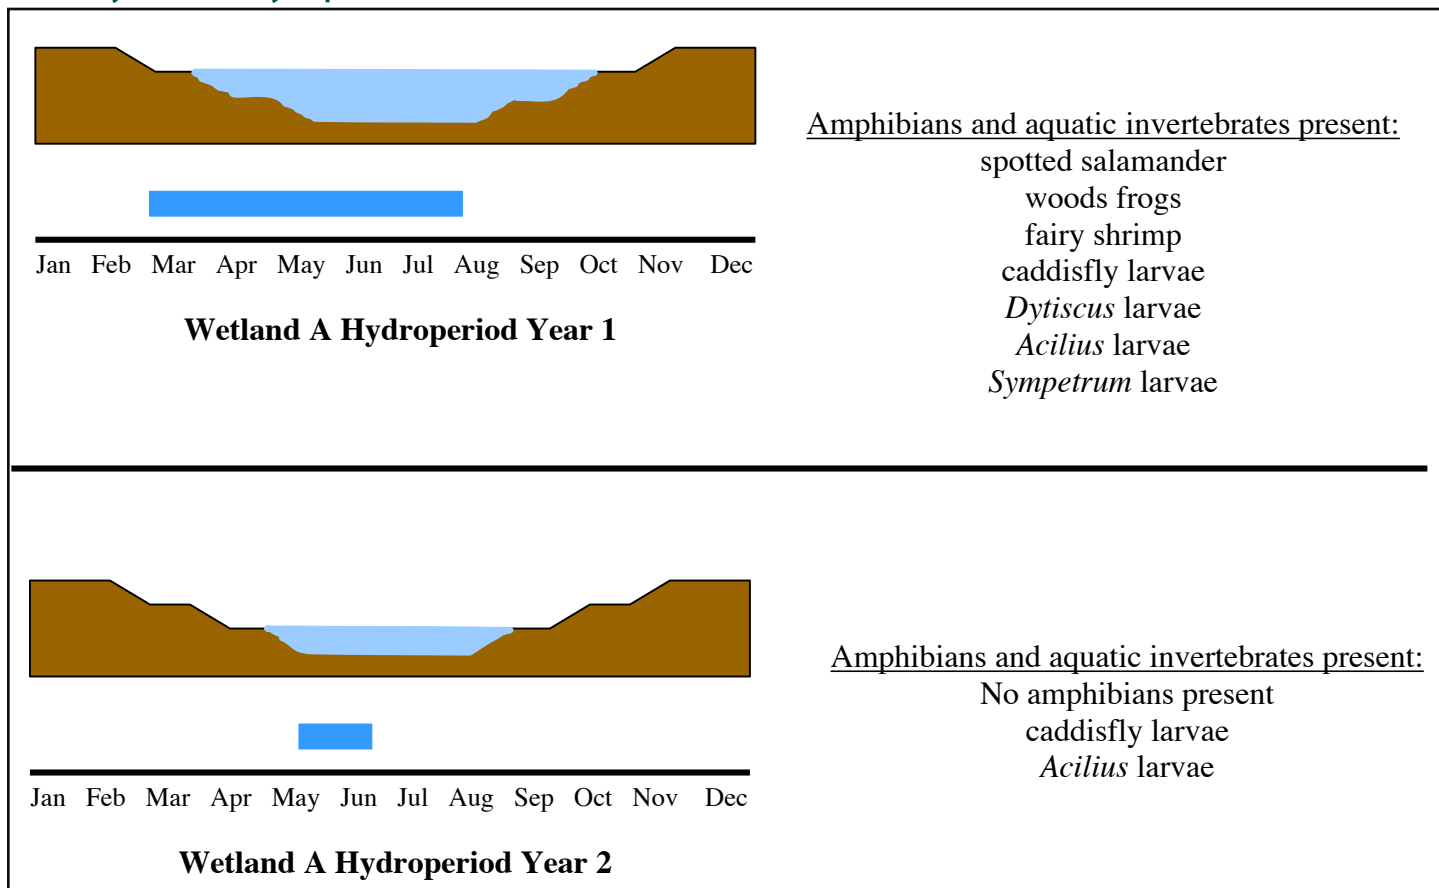 Jan Feb Mar Apr May Jun Jul Aug Sep Oct Nov Dec
Wetland A Hydroperiod Year 1
Amphibians and aquatic invertebrates present:
spotted salamander
woods frogs
fairy shrimp
caddisfly larvae
Dytiscus larvae
Acilius larvae
Sympetrum larvae
Jan Feb Mar Apr May Jun Jul Aug Sep Oct Nov Dec
Wetland A Hydroperiod Year 2
Amphibians and aquatic invertebrates present:
No amphibians present
caddisfly larvae
Acilius larvae